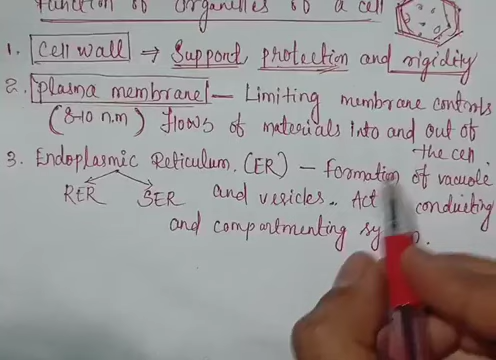 Function of Organelles of a cell
1. Cell wall → Support, protection and rigidity
2. plasma membrane — Limiting membrane controls
(8-10 n.m) flows of materials into and out of
the cell.
3. Endoplasmic Reticulum (ER) — Formation of vacuole
RER SER and vesicles. Act conducting
and compartmenting